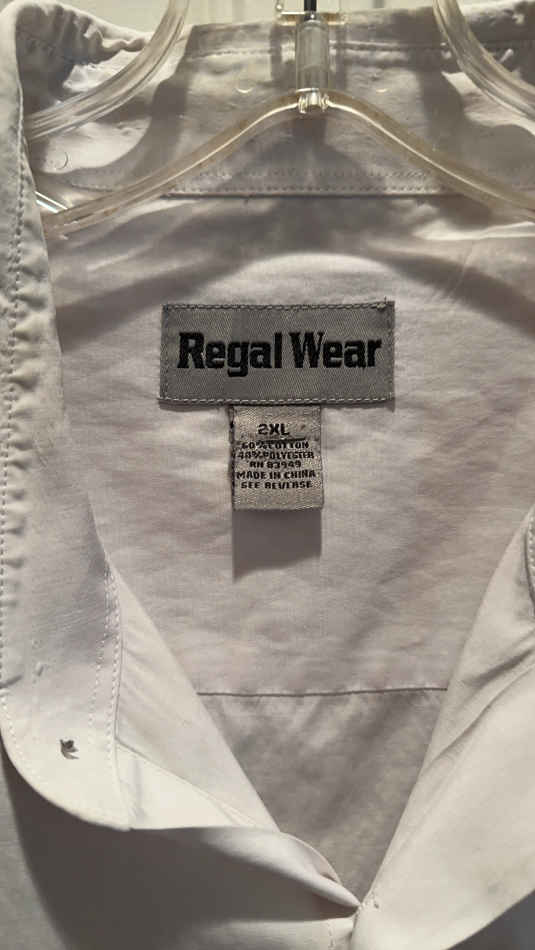 Regal Wear
2XL
60%COTTON
40%POLYESTER
RN 83949
MADE IN CHINA
SEE REVERSE